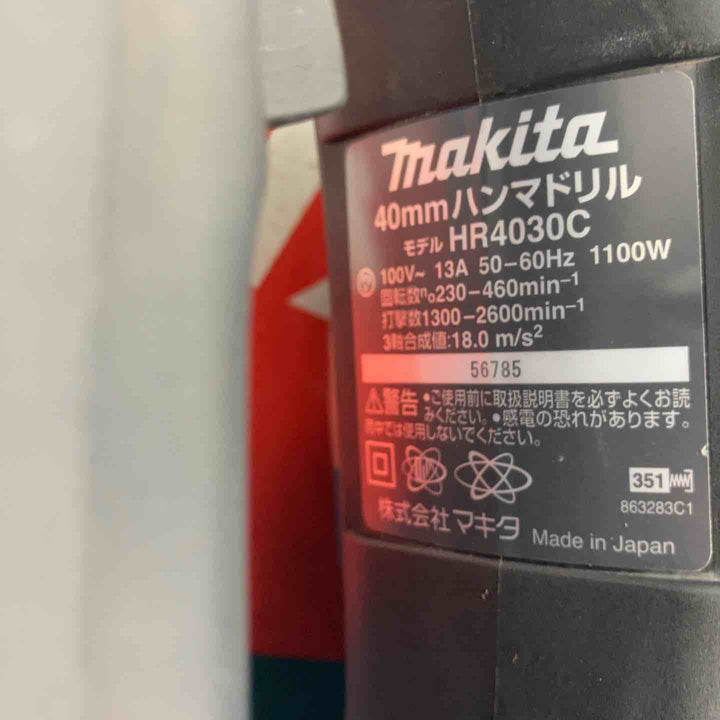 makita
40mmハンマドリル
モデル HR4030C
100V~ 13A 50-60Hz 1100W
回転数no230-460min-1
打撃数1300-2600min-1
3軸合成値:18.0 m/s2
56785
警告 •ご使用前に取扱説明書を必ずよくお読
みください。•感電の恐れがあります。
雨中では使用しないでください。
351
863283C1
株式会社マキタ Made in Japan